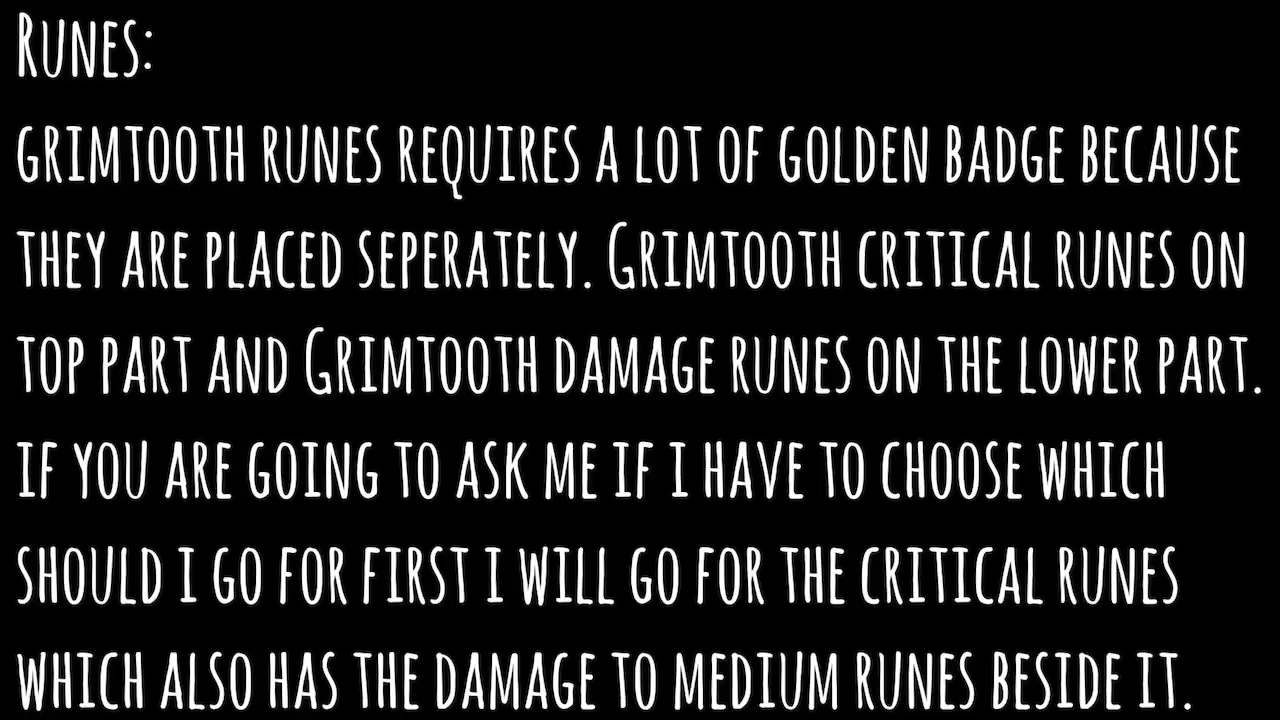 Runes:
grimtooth runes requires a lot of golden badge because
they are placed seperately. Grimtooth critical runes on
top part and Grimtooth damage runes on the lower part.
if you are going to ask me if i have to choose which
should i go for first i will go for the critical runes
which also has the damage to medium runes beside it.